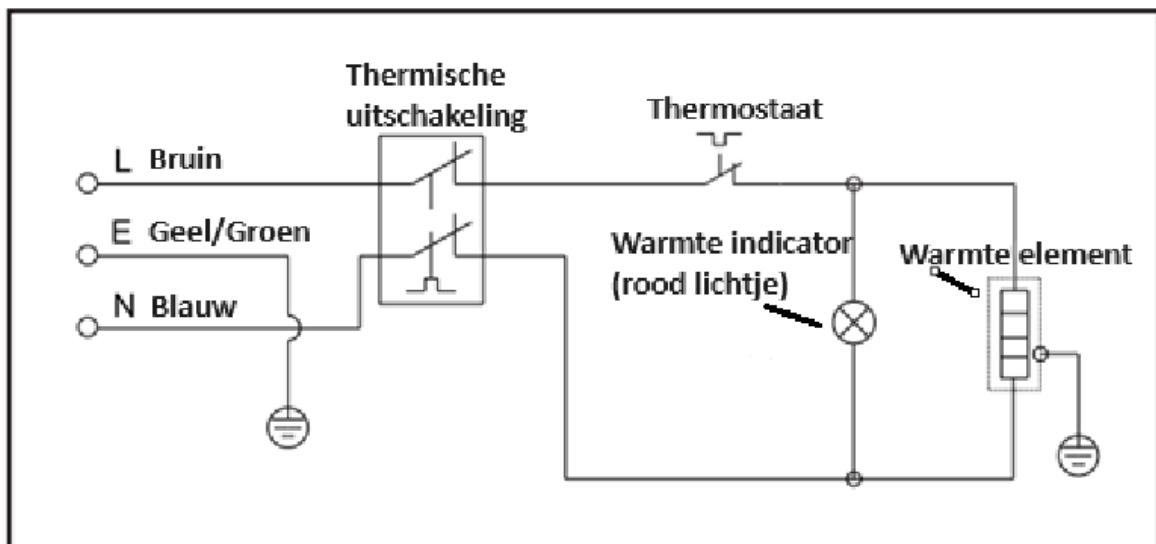 Thermische
uitschakeling
Thermostaat
L Bruin
E Geel/Groen
N Blauw
Warmte indicator
(rood lichtje)
Warmte element